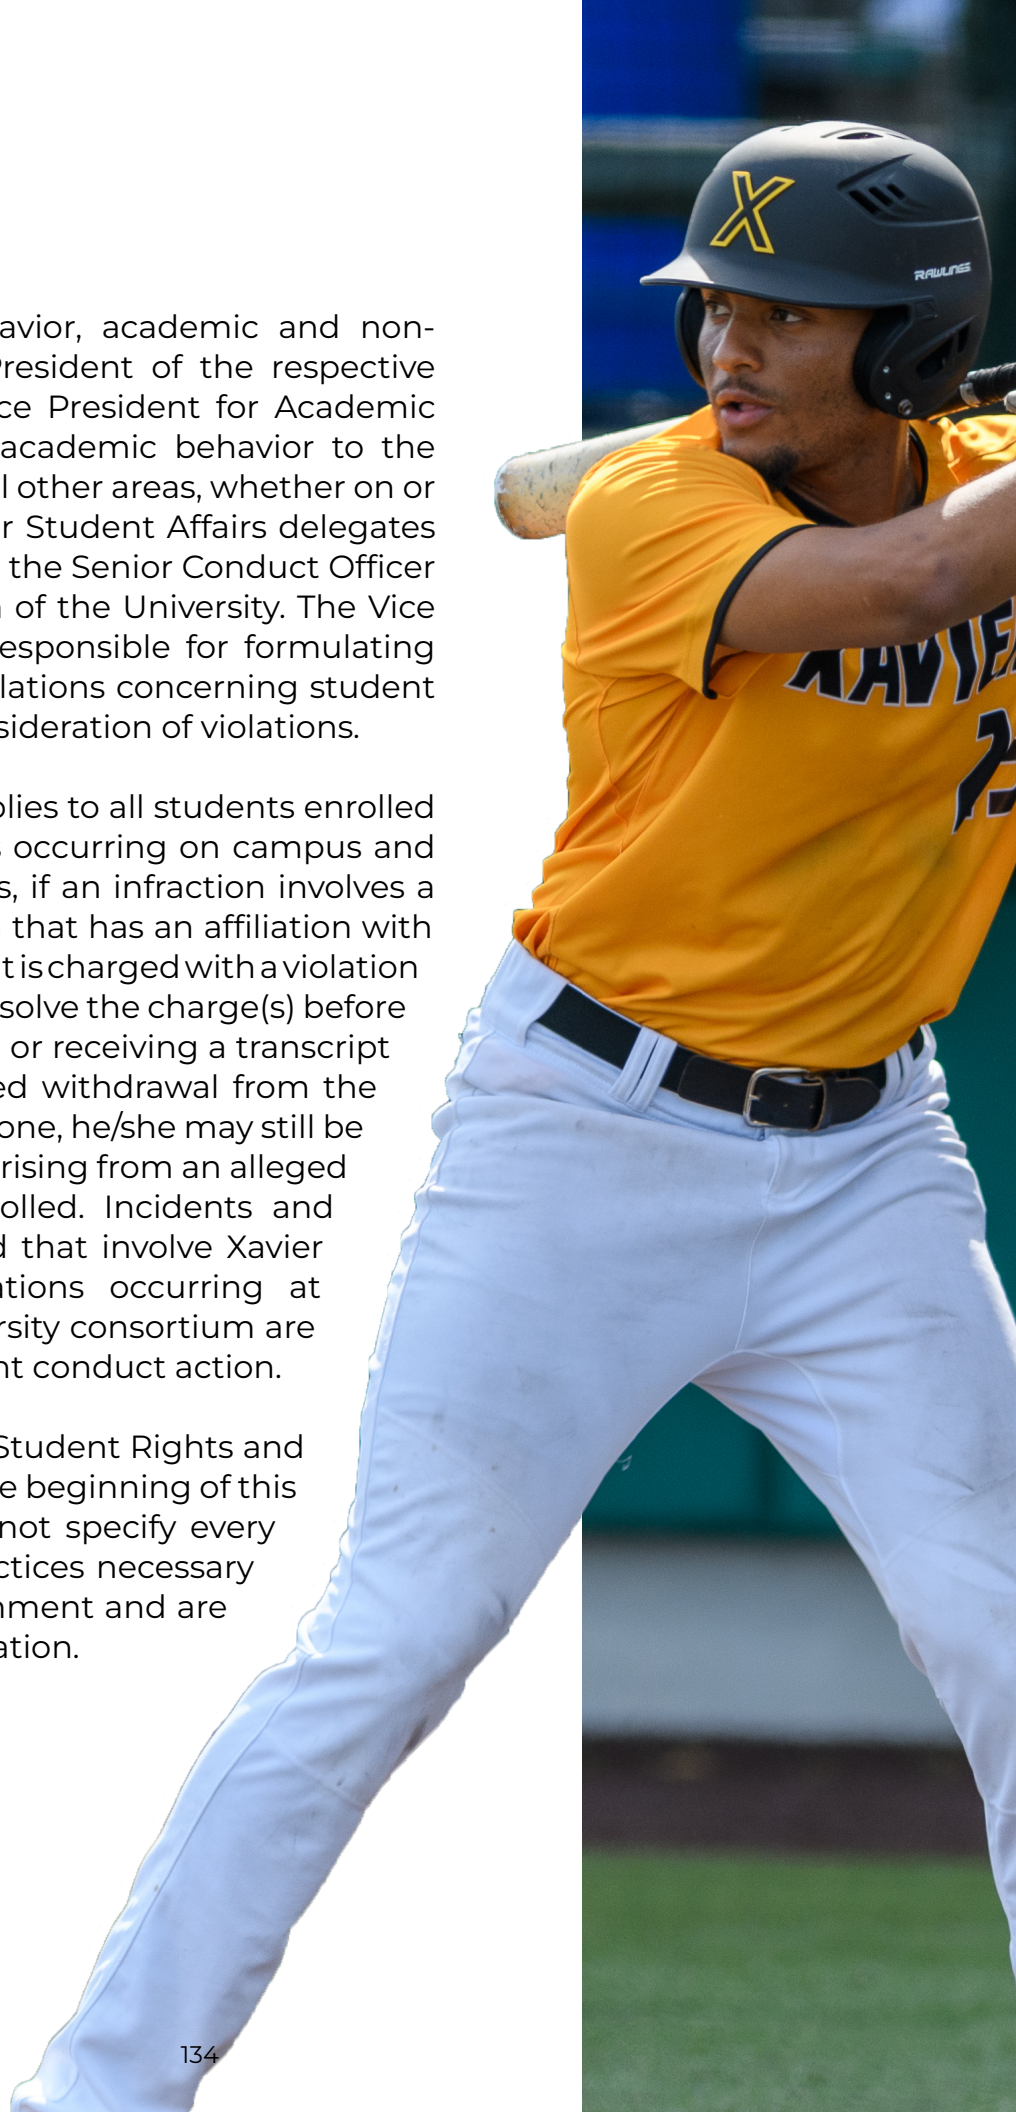 avior, academic and non-
President of the respective
ce President for Academic
academic behavior to the
l other areas, whether on or
r Student Affairs delegates
the Senior Conduct Officer
of the University. The Vice
esponsible for formulating
lations concerning student
sideration of violations.
plies to all students enrolled
s occurring on campus and
s, if an infraction involves a
that has an affiliation with
t is charged with a violation
solve the charge(s) before
or receiving a transcript
ed withdrawal from the
one, he/she may still be
rising from an alleged
olled. Incidents and
d that involve Xavier
ations occurring at
rsity consortium are
nt conduct action.
Student Rights and
e beginning of this
not specify every
ctices necessary
nment and are
ation.
134
X
RAWLINGS
XAVIE